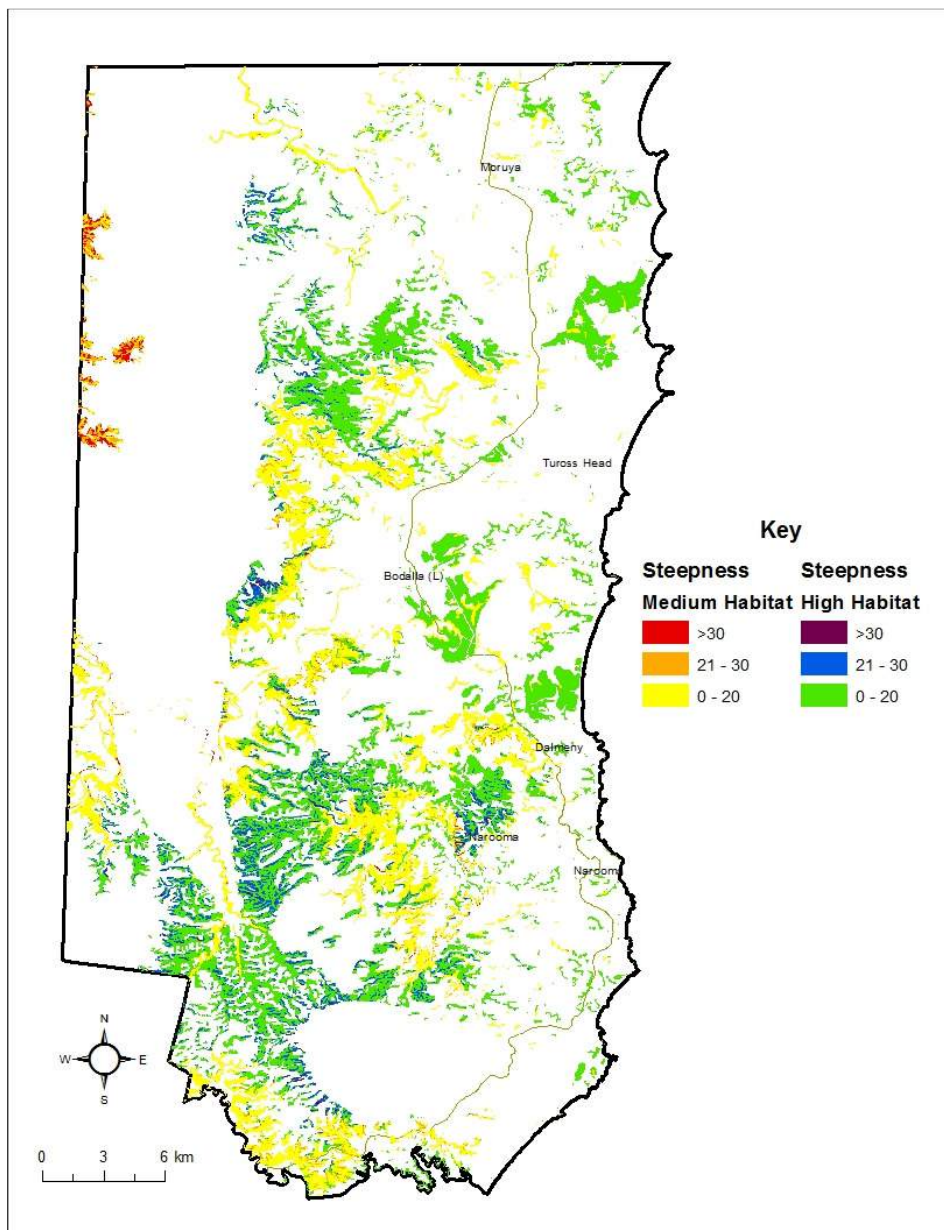 Moruya
Tuross Head
Bodalla (L)
Dalmeny
Narooma
Naroom
Key
Steepness
Medium Habitat
>30
21 - 30
0 - 20
Steepness
High Habitat
>30
21 - 30
0 - 20
N
W
E
S
0 3 6 km